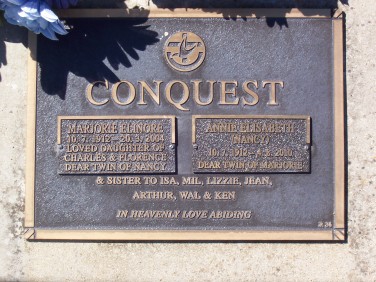 CONQUEST
MARJORIE ELINORE
10.7.1912 - 20.9.2004
LOVED DAUGHTER OF
CHARLES & FLORENCE
DEAR TWIN OF NANCY
ANNIE ELISABETH
(NANCY)
10.7.1912 - 4.5.2010
DEAR TWIN OF MARJORIE
& SISTER TO ISA, MIL, LIZZIE, JEAN,
ARTHUR, WAL & KEN
IN HEAVENLY LOVE ABIDING